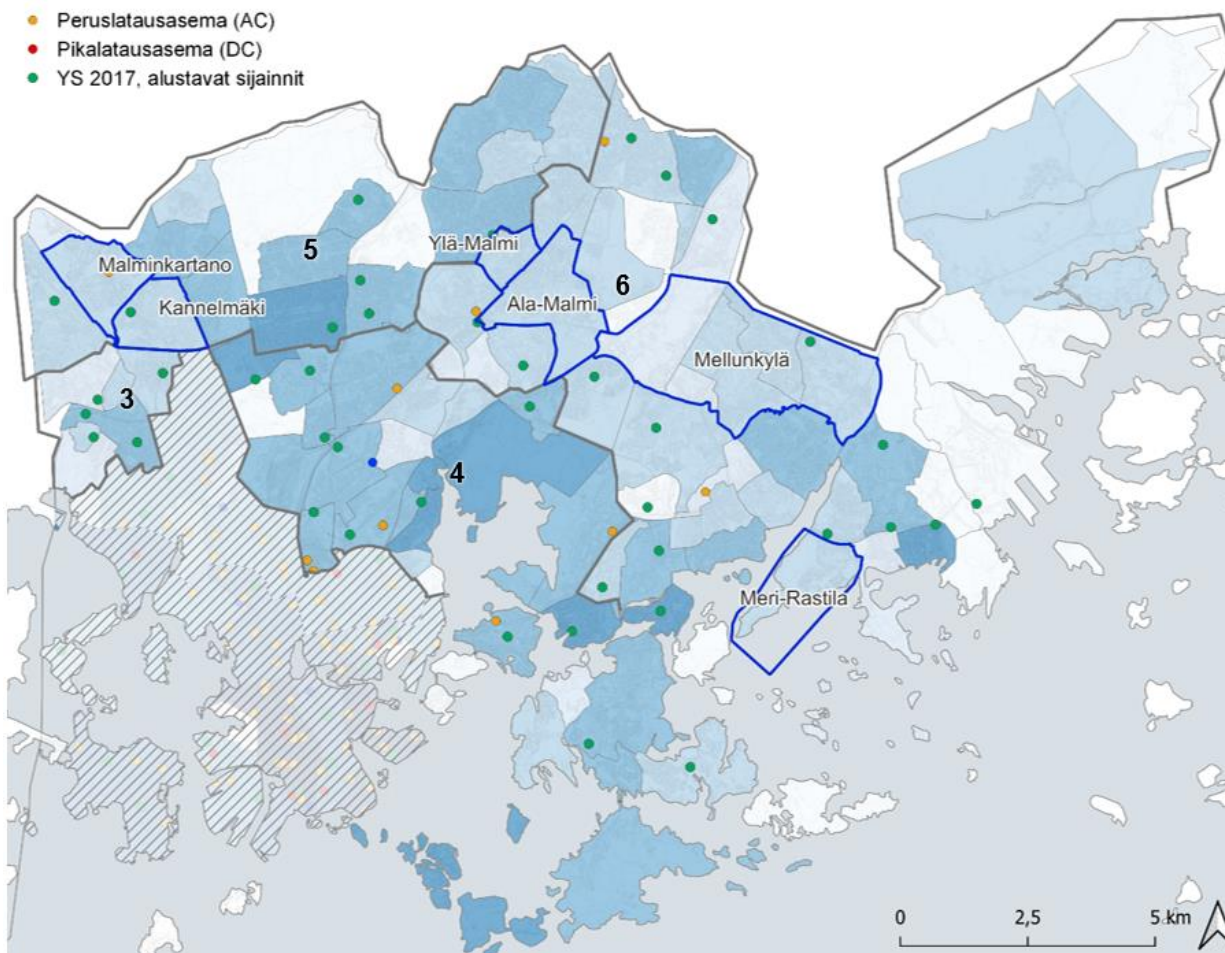 Peruslatausasema (AC)
Pikalatausasema (DC)
YS 2017, alustavat sijainnit
Ylä-Malmi
5
Malminkartano
6
Kannelmäki
Ala-Malmi
Mellunkylä
3
4
Meri-Rastila
0 2,5 5 km